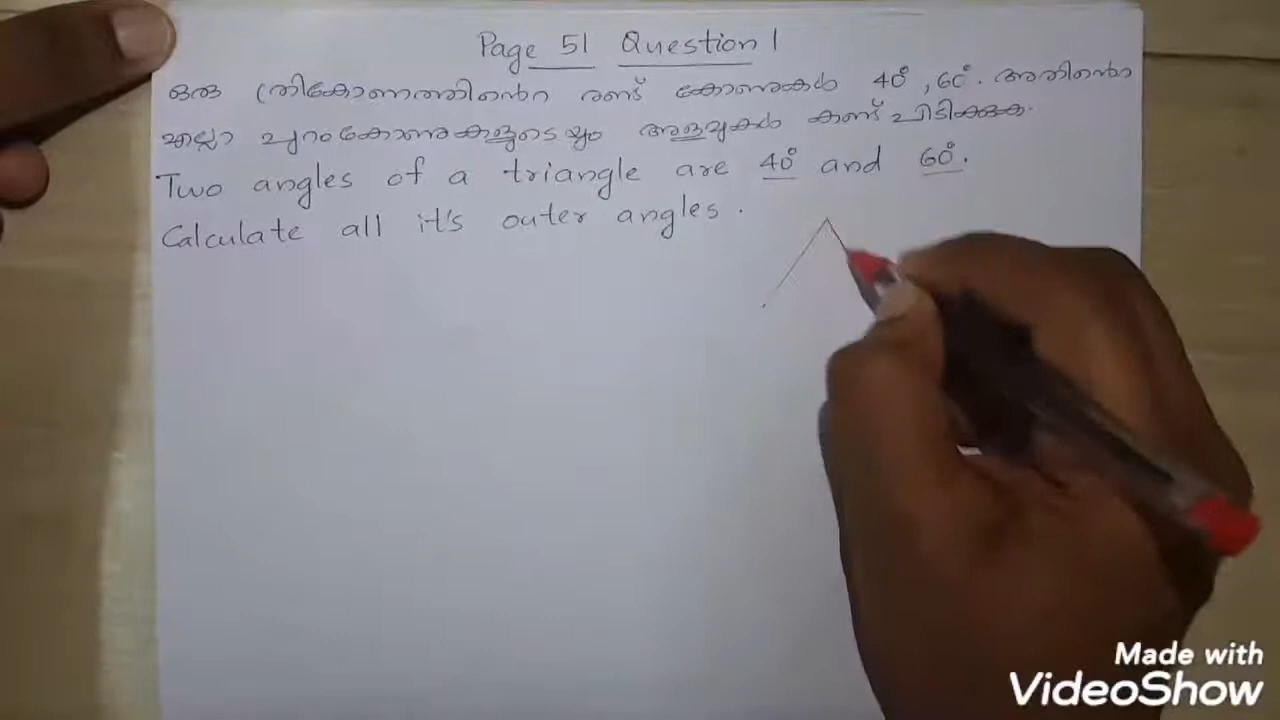 Page 51 Question 1
ഒരു ത്രികോണത്തിൻെറ രണ്ട് കോണുകൾ 40°, 60°. അതിൻെറ
എല്ലാ പുറംകോണുകളുടെയും അളവുകൾ കണ്ട് പിടിക്കുക.
Two angles of a triangle are 40° and 60°.
Calculate all it's outer angles.
Made with
VideoShow